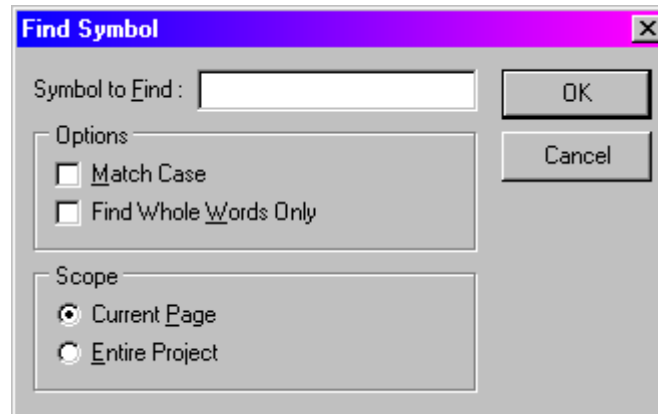 Find Symbol
Symbol to Find :
OK
Options
Cancel
Match Case
Find Whole Words Only
Scope
Current Page
Entire Project